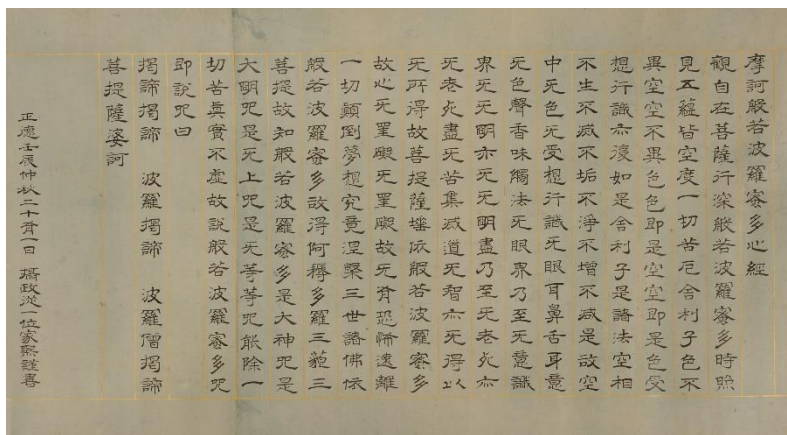 摩訶般若波羅蜜多心經
觀自在菩薩行深般若波羅蜜多時照
見五蘊皆空度一切苦厄舍利子色不
異空空不異色色即是空空即是色受
想行識亦復如是舍利子是諸法空相
不生不滅不垢不淨不增不減是故空
中无色无受想行識无眼耳鼻舌身意
无色聲香味觸法无眼界乃至无意識
界无无明亦无无明盡乃至无老死亦
无老死盡无苦集滅道无智亦无得以
无所得故菩提薩埵依般若波羅蜜多
故心无罣礙无罣礙故无有恐怖遠離
一切顛倒夢想究竟涅槃三世諸佛依
般若波羅蜜多故得阿耨多羅三藐三
菩提故知般若波羅蜜多是大神咒是
大明咒是无上咒是无等等咒能除一
切苦真實不虛故說般若波羅蜜多咒
即說咒曰
揭諦揭諦 波羅揭諦 波羅僧揭諦
菩提薩婆訶
正德壬辰仲秋二十有一日 攝政從一位家熙謹書